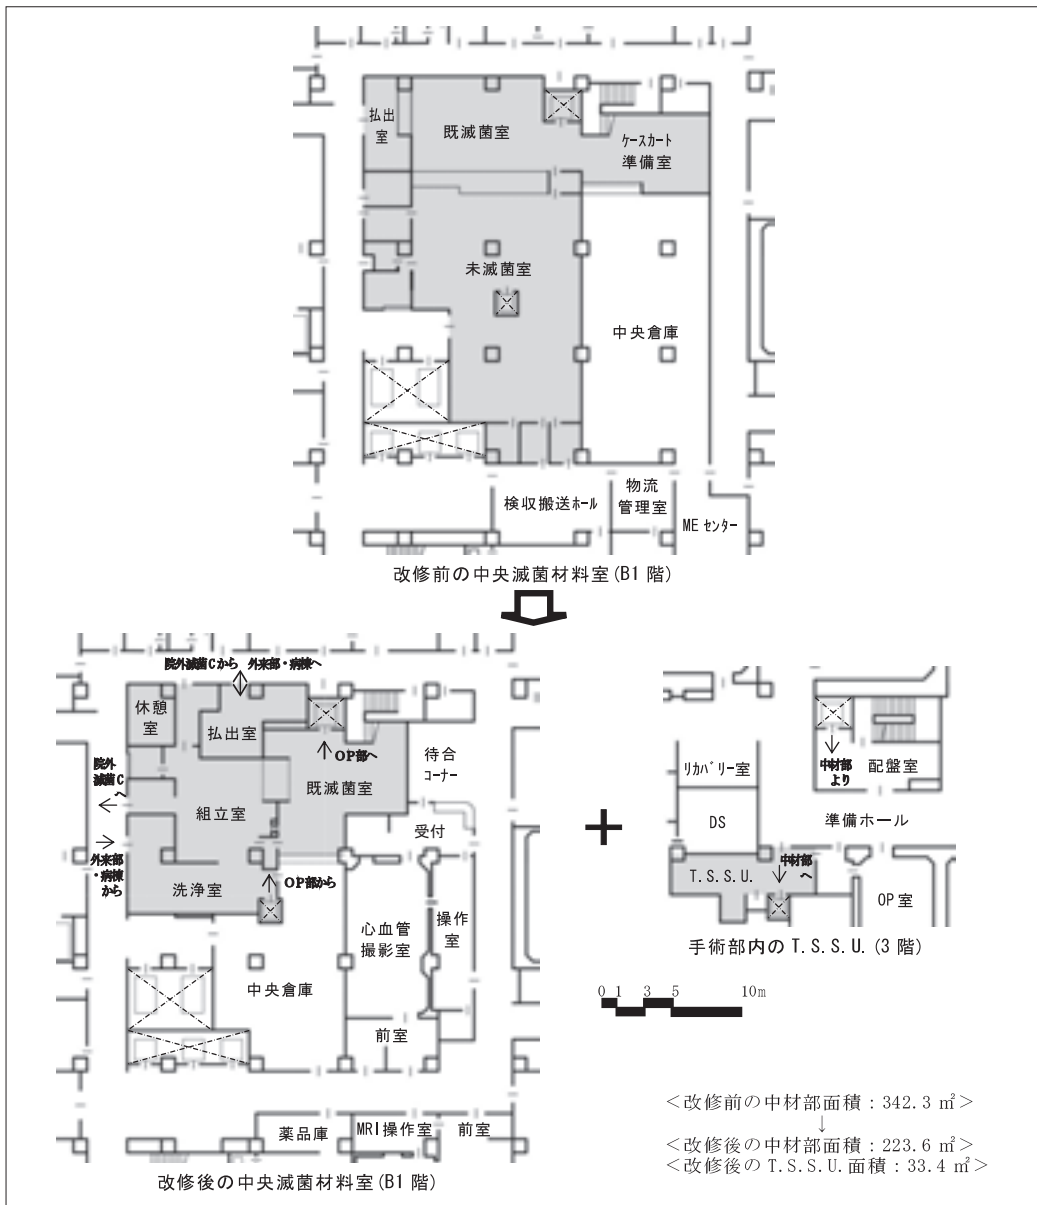 払出
室
既滅菌室
ケースカート
準備室
未滅菌室
中央倉庫
検収搬送ホール
物流
管理室
ME センター
改修前の中央滅菌材料室(B1 階)
院外滅菌Cから 外来部・病棟へ
休憩
室
払出室
OP部へ
待合
コーナー
院外
滅菌C
へ
既滅菌室
組立室
受付
外来部
・病棟
から
洗浄室
OP部から
心血管
撮影室
操作
室
中央倉庫
前室
薬品庫
MRI操作室
前室
改修後の中央滅菌材料室(B1 階)
+
リカバリー室
中材部
より
配盤室
DS
準備ホール
中材部
へ
T.S.S.U.
OP室
手術部内の T.S.S.U.(3 階)
0 1 3 5 10m
<改修前の中材部面積：342.3 ㎡>
↓
<改修後の中材部面積：223.6 ㎡>
<改修後の T.S.S.U.面積：33.4 ㎡>